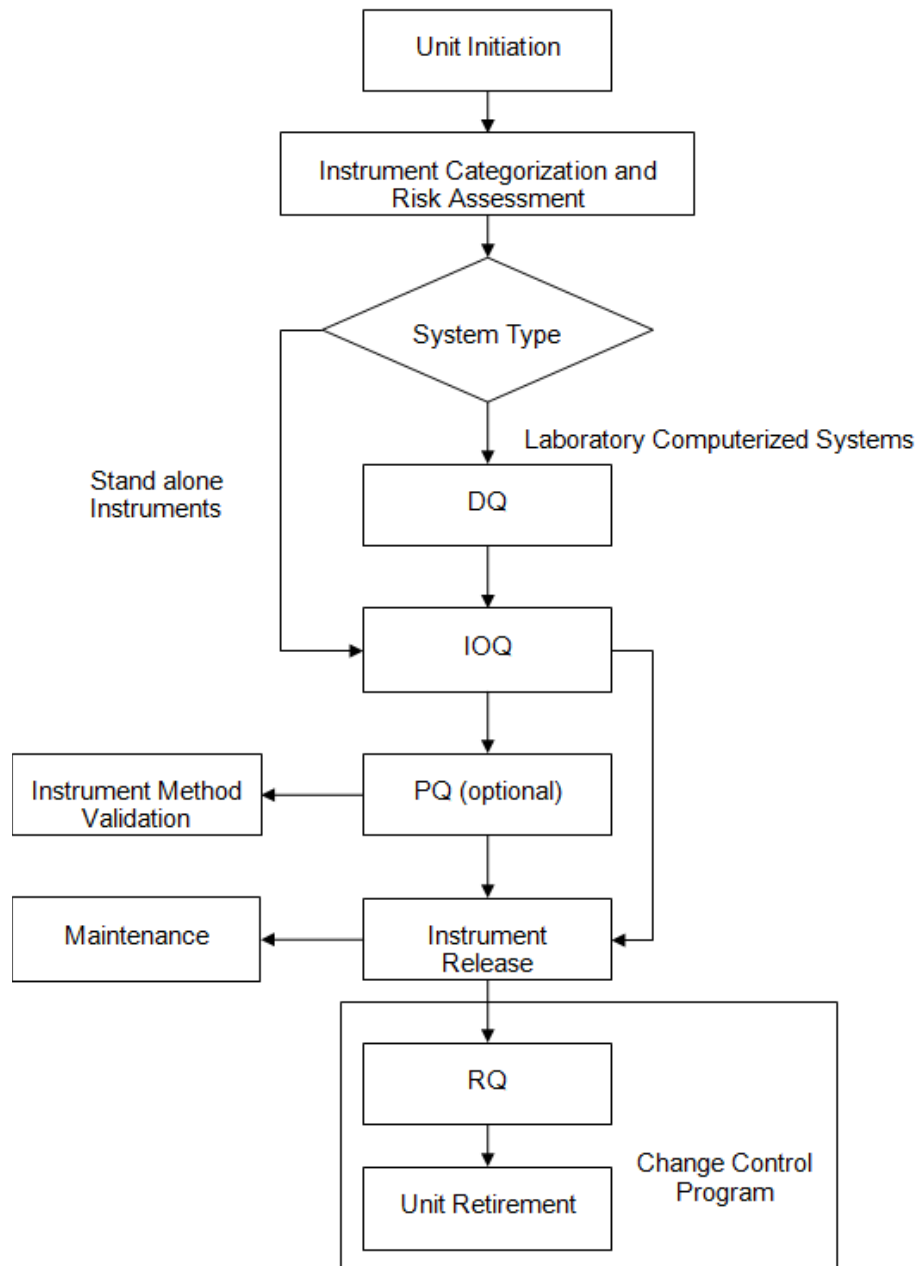 Unit Initiation
Instrument Categorization and
Risk Assessment
System Type
Laboratory Computerized Systems
Stand alone
Instruments
DQ
IOQ
Instrument Method
Validation
PQ (optional)
Maintenance
Instrument
Release
RQ
Change Control
Program
Unit Retirement